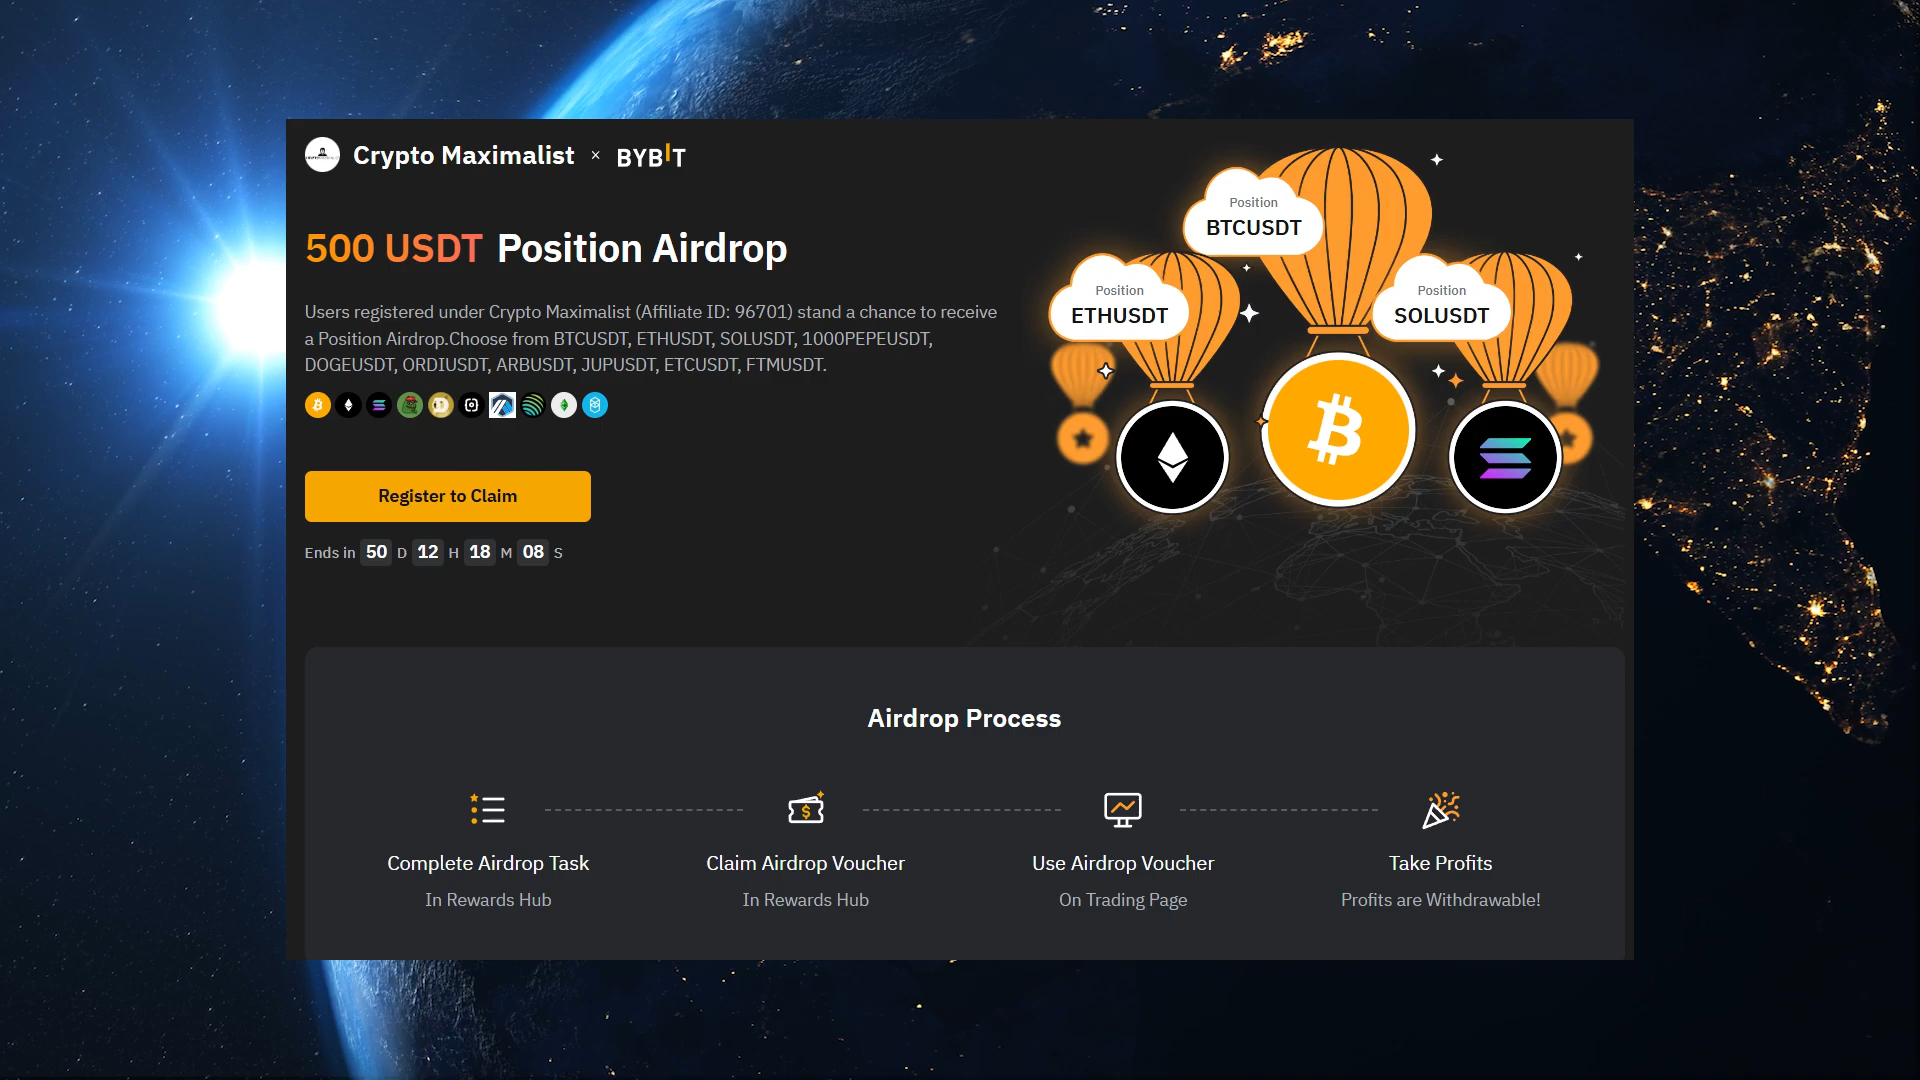 Crypto Maximalist × BYBIT
500 USDT Position Airdrop
Users registered under Crypto Maximalist (Affiliate ID: 96701) stand a chance to receive
a Position Airdrop.Choose from BTCUSDT, ETHUSDT, SOLUSDT, 1000PEPEUSDT,
DOGEUSDT, ORDIUSDT, ARBUSDT, JUPUSDT, ETCUSDT, FTMUSDT.
Register to Claim
Ends in 50 D 12 H 18 M 08 S
Position
BTCUSDT
Position
ETHUSDT
Position
SOLUSDT
Airdrop Process
Complete Airdrop Task
In Rewards Hub
Claim Airdrop Voucher
In Rewards Hub
Use Airdrop Voucher
On Trading Page
Take Profits
Profits are Withdrawable!